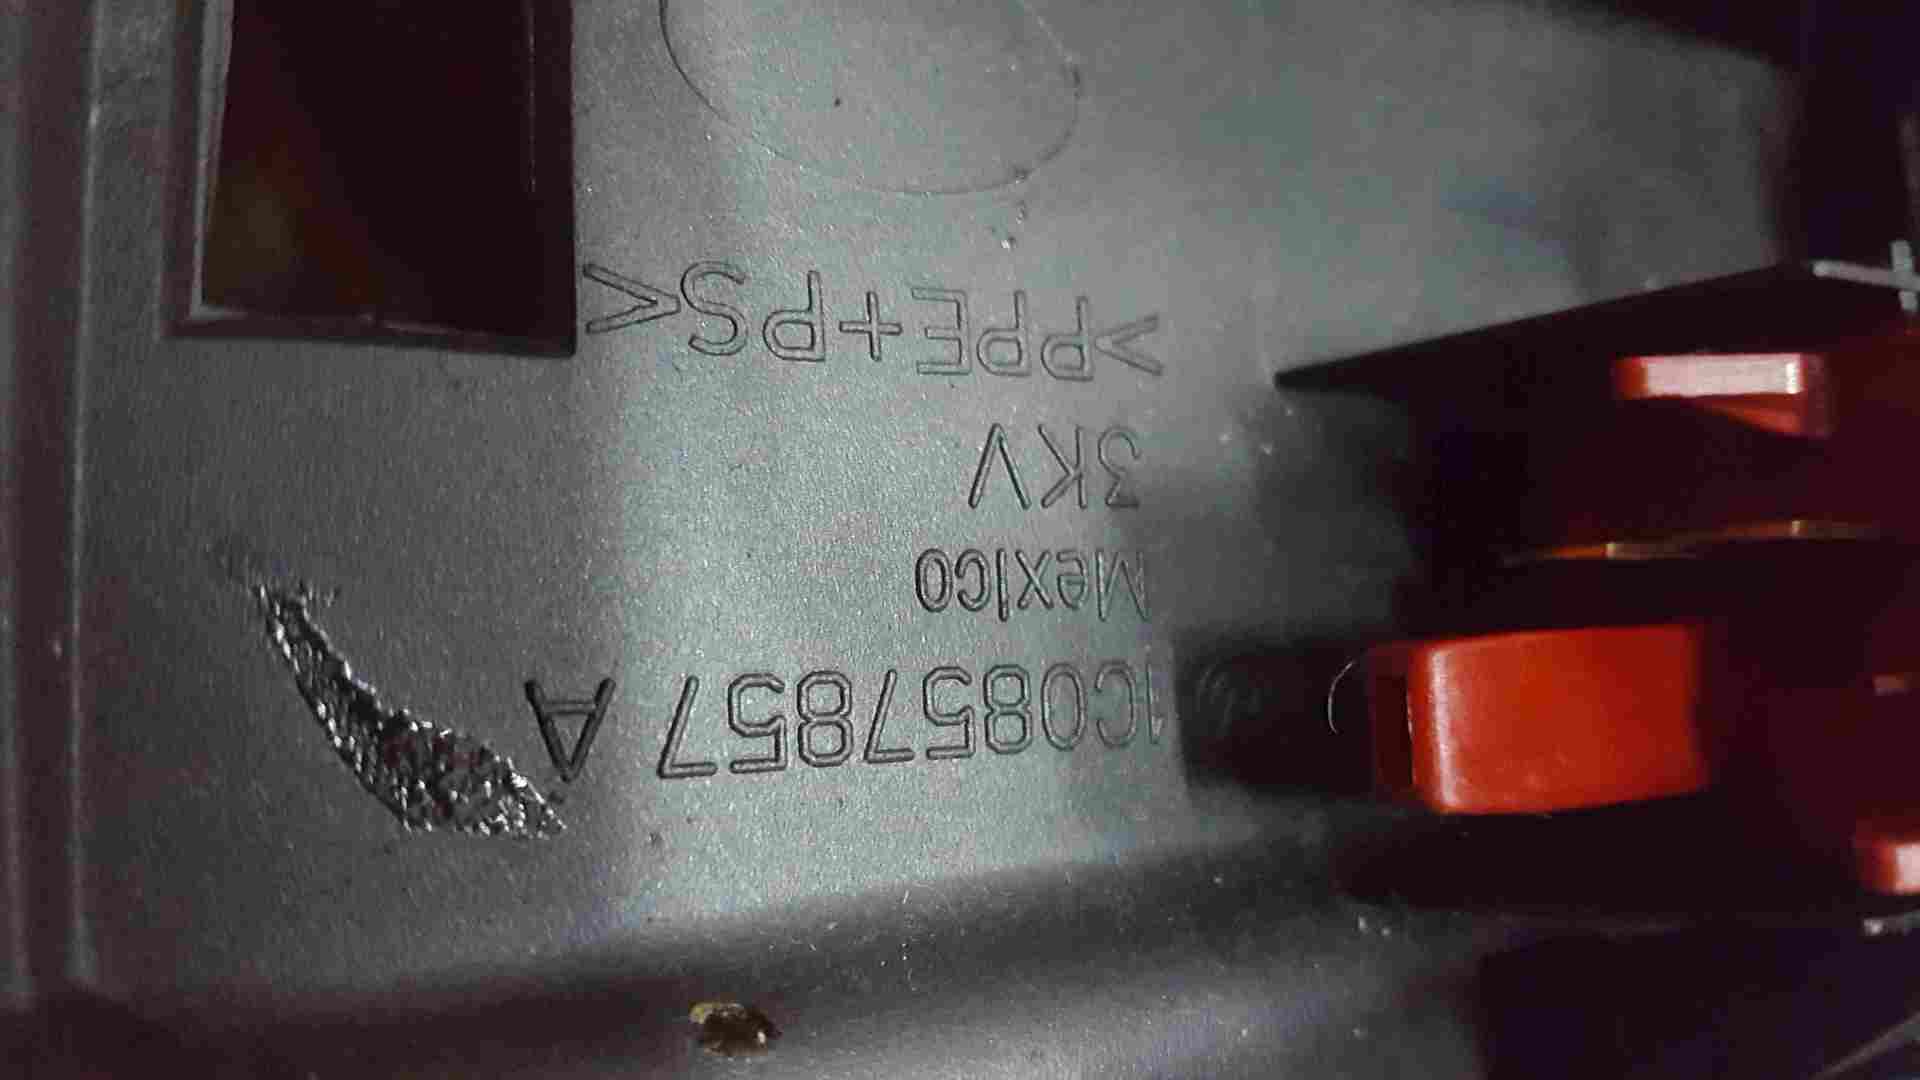 1C0857857 A
Mexico
3KV
>PPE+PS<